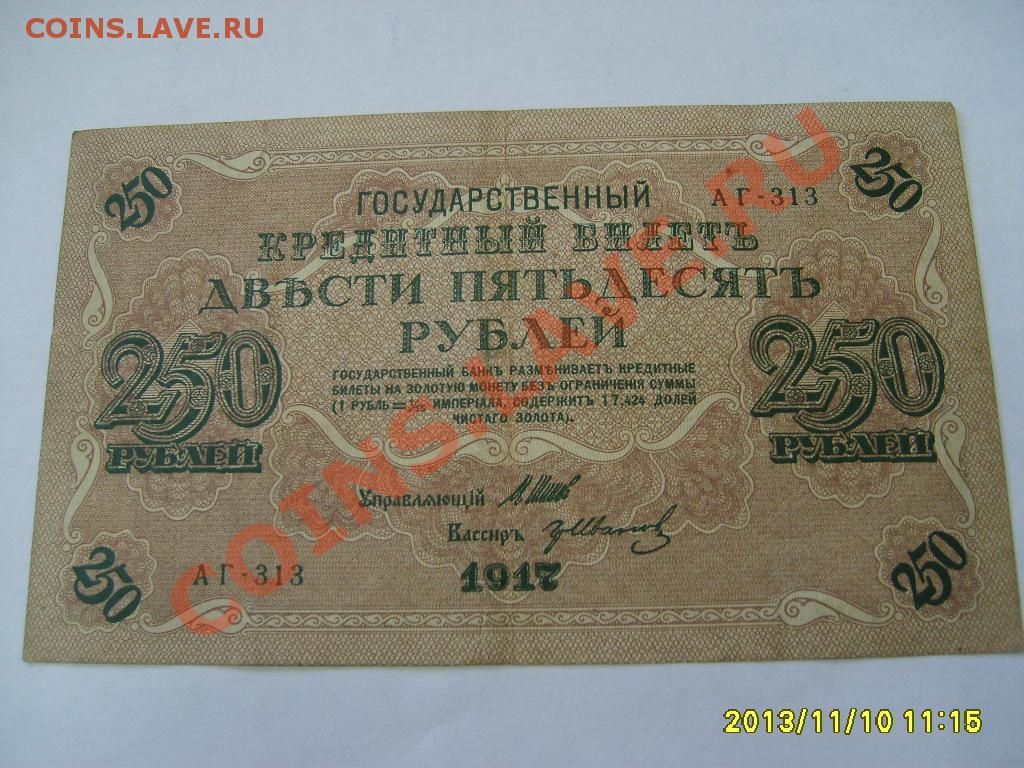 COINS.LAVE.RU
250
250
ГОСУДАРСТВЕННЫЙ
АГ-313
КРЕДИТНЫЙ БИЛЕТЪ
ДВѢСТИ ПЯТЬДЕСЯТЪ
РУБЛЕЙ
250
РУБЛЕЙ
250
РУБЛЕЙ
ГОСУДАРСТВЕННЫЙ БАНКЪ РАЗМѢНИВАЕТЪ КРЕДИТНЫЕ
БИЛЕТЫ НА ЗОЛОТУЮ МОНЕТУ БЕЗЪ ОГРАНИЧЕНІЯ СУММЫ
(1 РУБЛЬ=1/15 ИМПЕРІАЛА, СОДЕРЖИТЪ 17,424 ДОЛЕЙ
ЧИСТАГО ЗОЛОТА).
Управляющій
Кассиръ
АГ-313
1917
250
250
COINS.LAVE.RU
2013/11/10 11:15